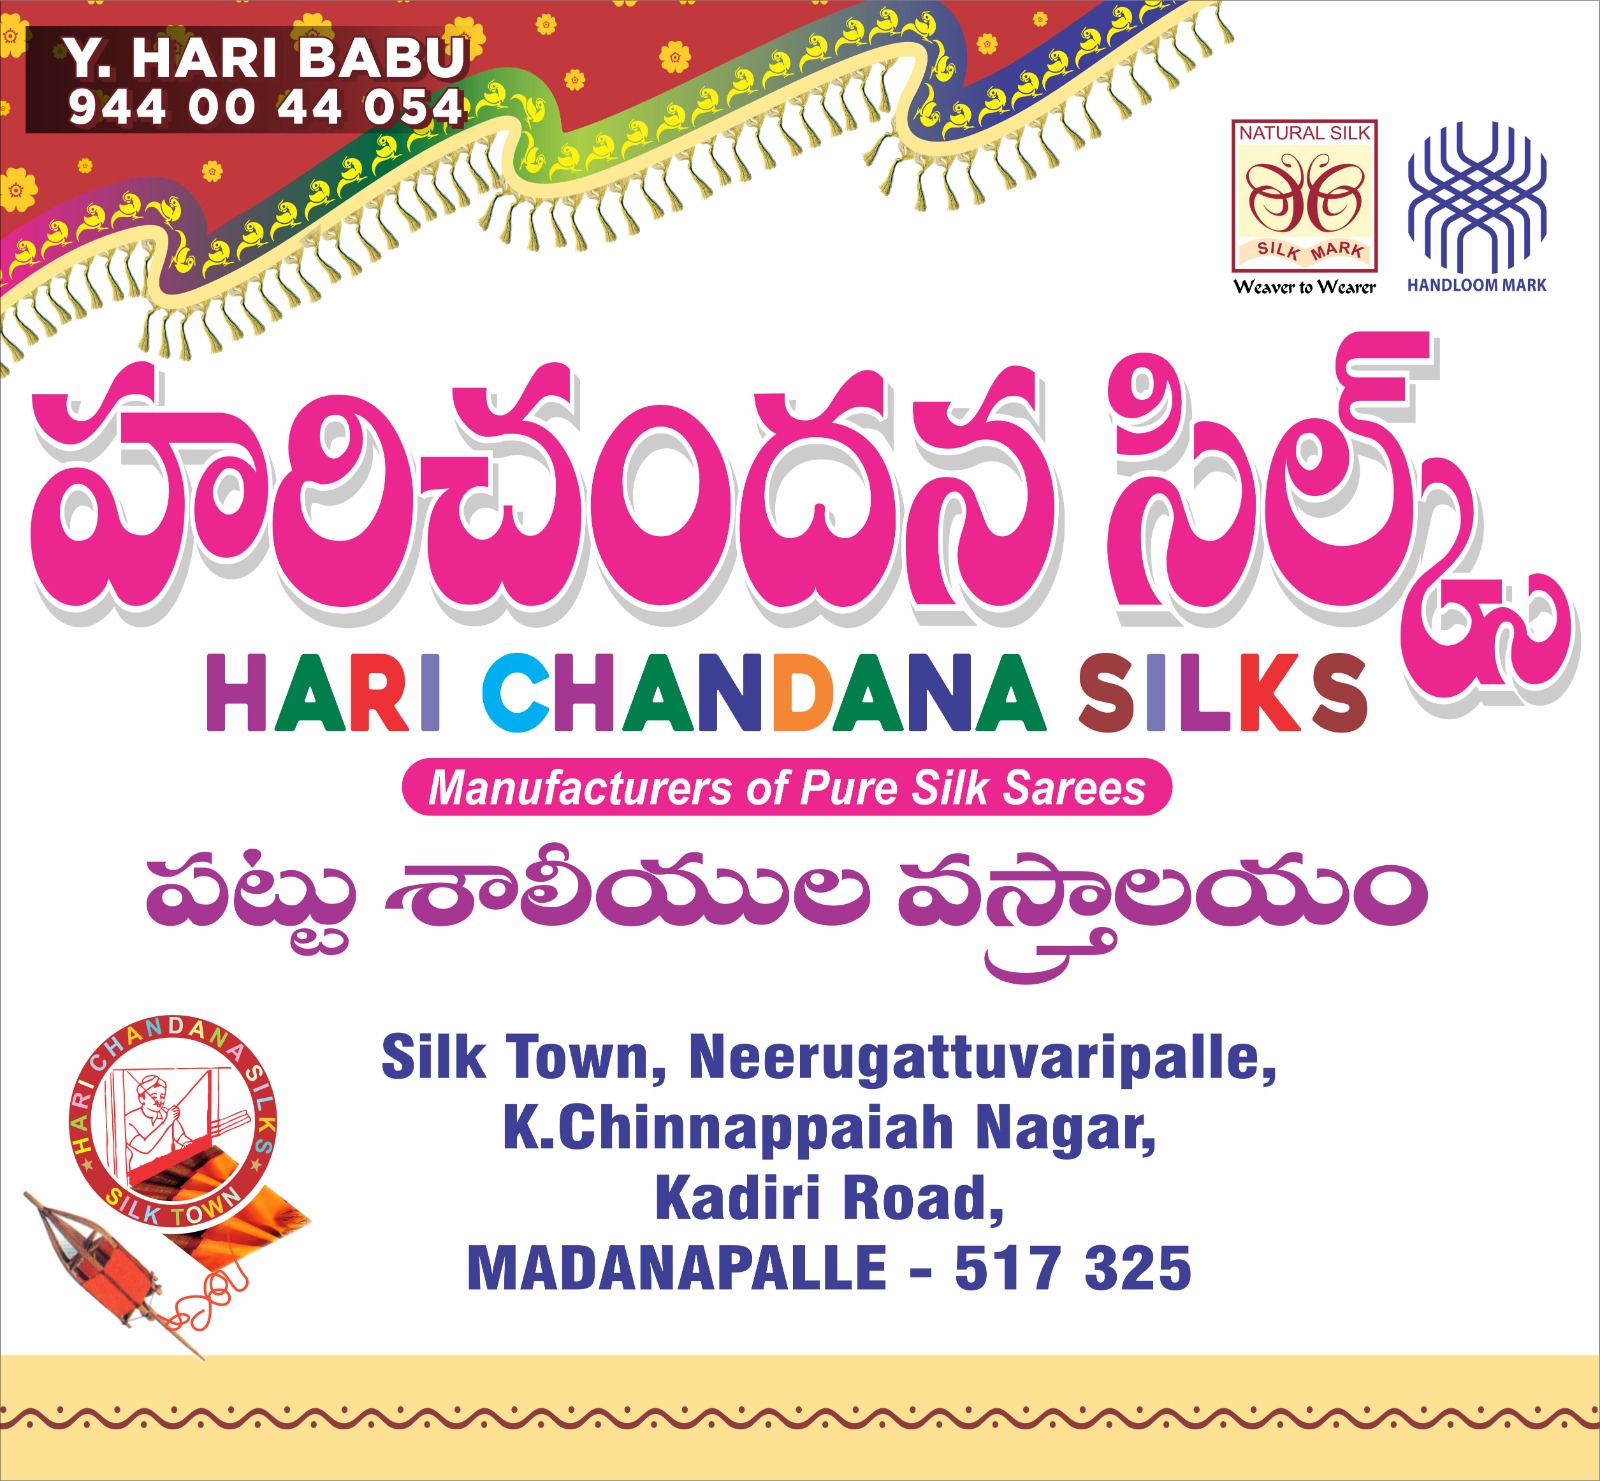 Y. HARI BABU
944 00 44 054
NATURAL SILK
SILK MARK
Weaver to Wearer
HANDLOOM MARK
హరిచందన సిల్క్స్
HARI CHANDANA SILKS
Manufacturers of Pure Silk Sarees
పట్టు శాలీయుల వస్త్రాలయం
HARI CHANDANA SILKS
SILK TOWN
Silk Town, Neerugattuvaripalle,
K.Chinnappaiah Nagar,
Kadiri Road,
MADANAPALLE - 517 325